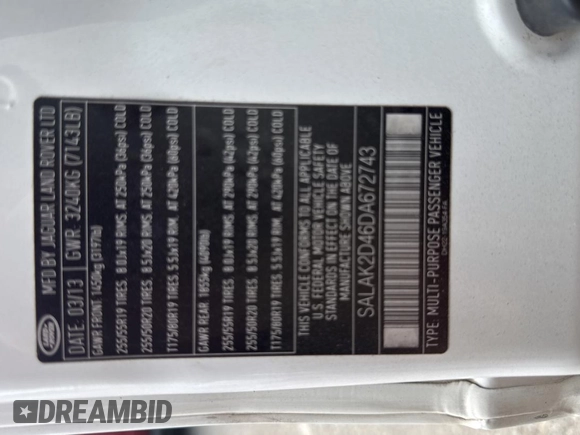 MFD BY JAGUAR LAND ROVER LTD
DATE: 03/13 GWR: 3240KG (7143LB)
GAWR FRONT 1450kg (3197lb)
255/55R19 TIRES, 8.0Jx19 RIMS, AT 250kPa (36psi) COLD
255/50R20 TIRES, 8.5Jx20 RIMS, AT 250kPa (36psi) COLD
T175/80R19 TIRES, 5.5Jx19 RIM, AT 420kPa (60psi) COLD
GAWR REAR 1855kg (4090lb)
255/55R19 TIRES, 8.0Jx19 RIMS, AT 290kPa (42psi) COLD
255/50R20 TIRES, 8.5Jx20 RIMS, AT 290kPa (42psi) COLD
T175/80R19 TIRES, 5.5Jx19 RIM, AT 420kPa (60psi) COLD
THIS VEHICLE CONFORMS TO ALL APPLICABLE
U.S. FEDERAL MOTOR VEHICLE SAFETY
STANDARDS IN EFFECT ON THE DATE OF
MANUFACTURE SHOWN ABOVE.
SALAK2D46DA672743
TYPE: MULTI-PURPOSE PASSENGER VEHICLE
DREAMBID